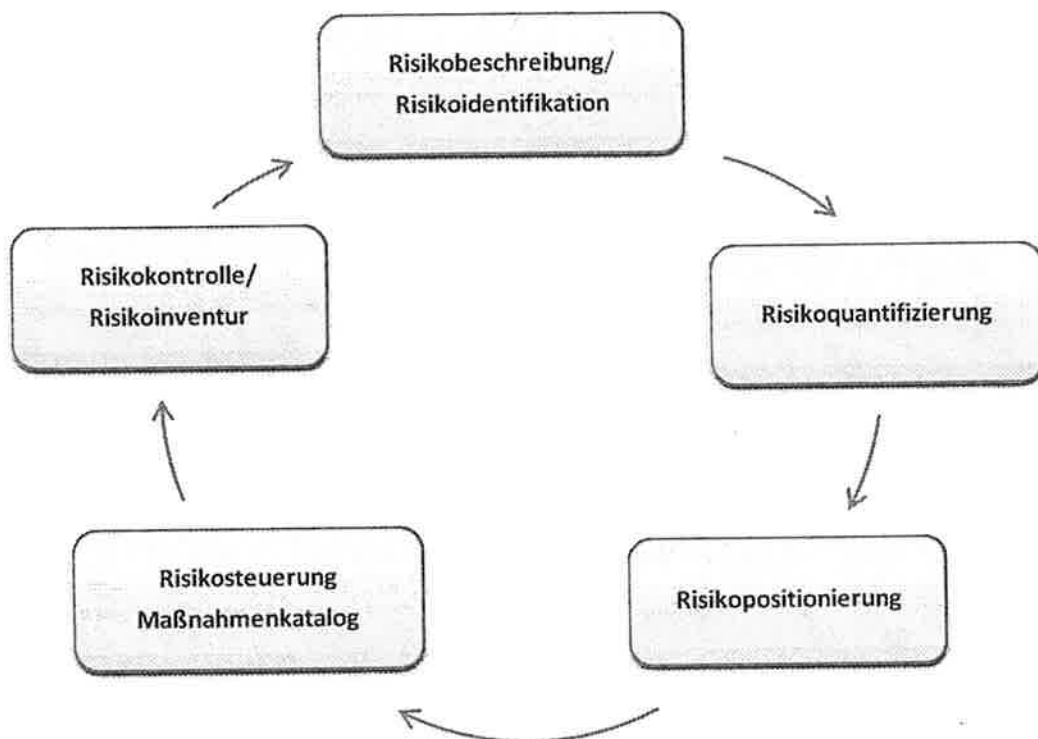 Risikobeschreibung/
Risikoidentifikation
Risikoquantifizierung
Risikopositionierung
Risikosteuerung
Maßnahmenkatalog
Risikokontrolle/
Risikoinventur